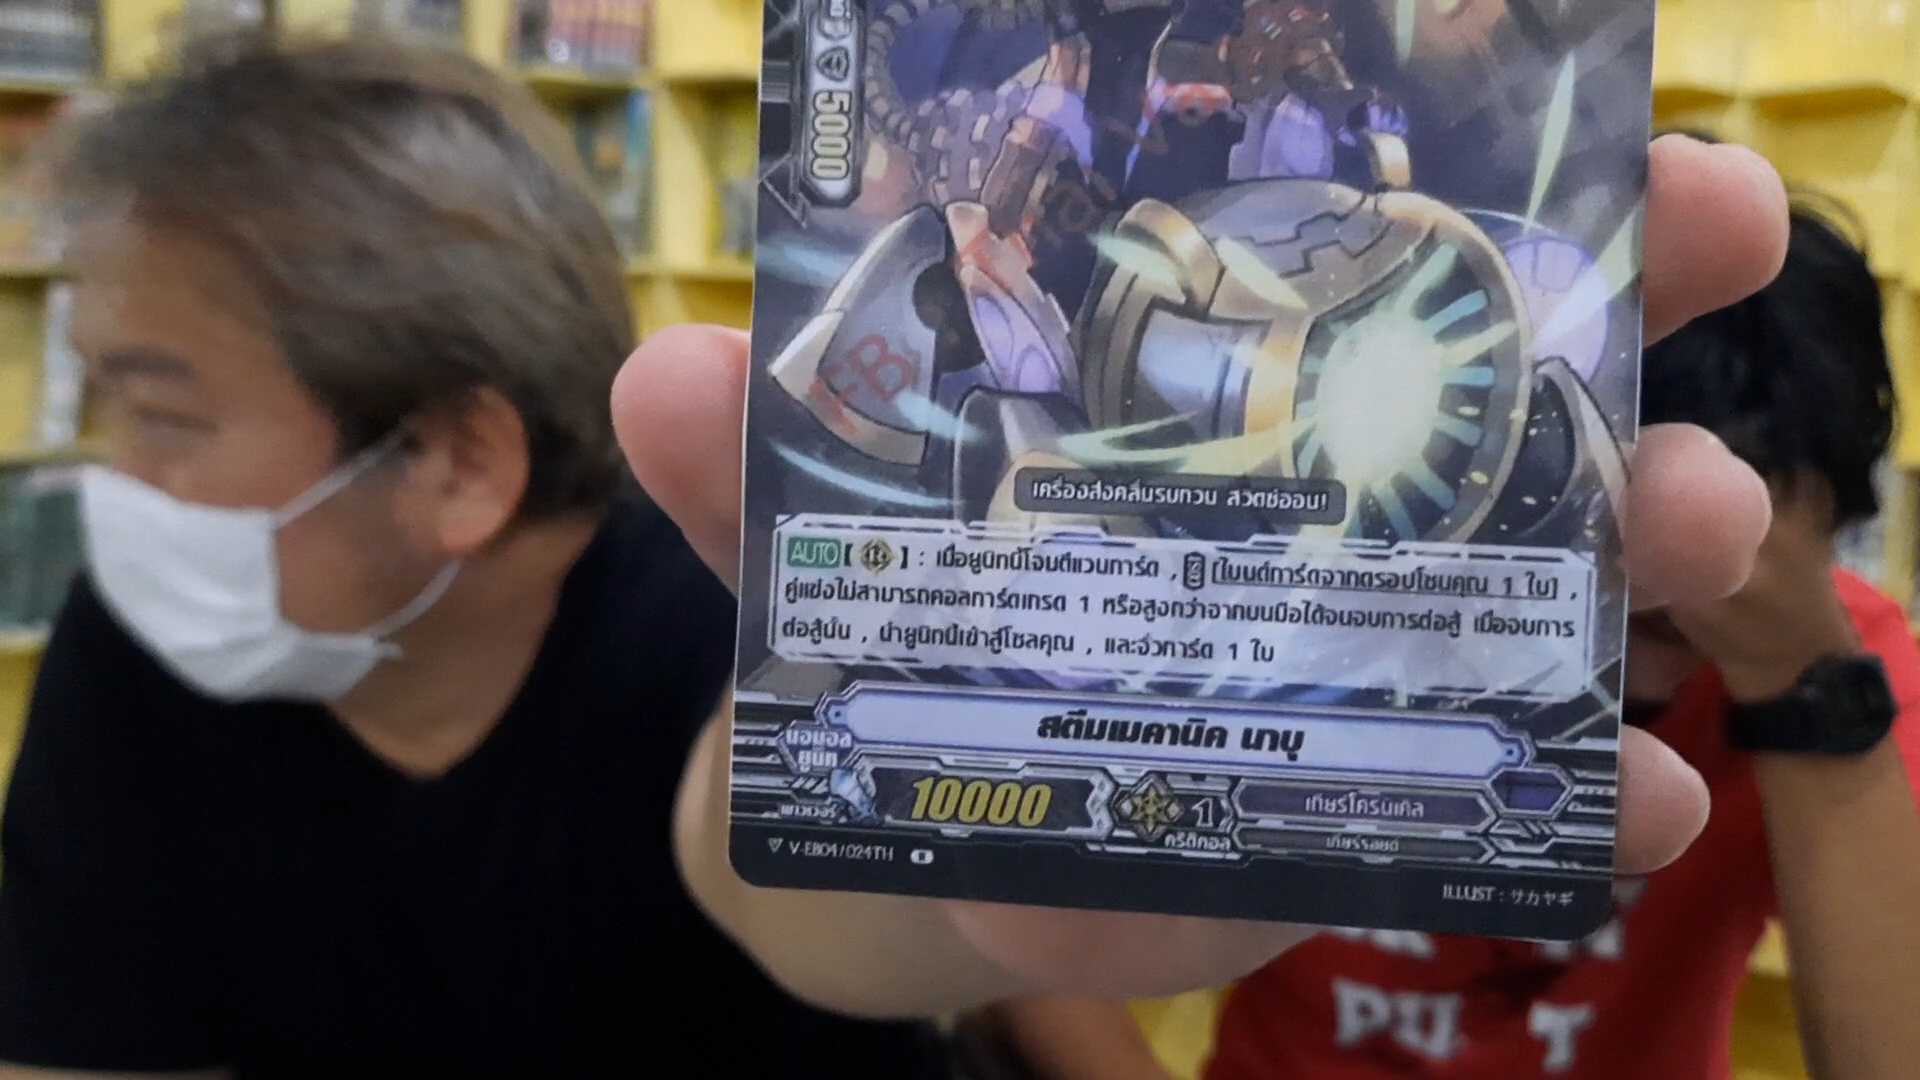 5000
FB
เครื่องส่งคลื่นรบกวน สวิตช์ออน!
AUTO【 】 : เมื่อยูนิทนี้โจมตีแวนการ์ด , [ไบนด์การ์ดจากดรอปโซนคุณ 1 ใบ] ,
คู่แข่งไม่สามารถคอลการ์ดเกรด 1 หรือสูงกว่าจากบนมือได้จนจบการต่อสู้ เมื่อจบการ
ต่อสู้นั้น , นำยูนิทนี้เข้าสู่โซลคุณ , และจั่วการ์ด 1 ใบ
สตีมเมคานิค นาบู
นอมอล
ยูนิท
พาวเวอร์
10000
1
คริติคอล
เกียร์โครนิเคิล
เกียร์รอยด์
V-EB04/024TH
ILLUST : サカヤギ
PU T